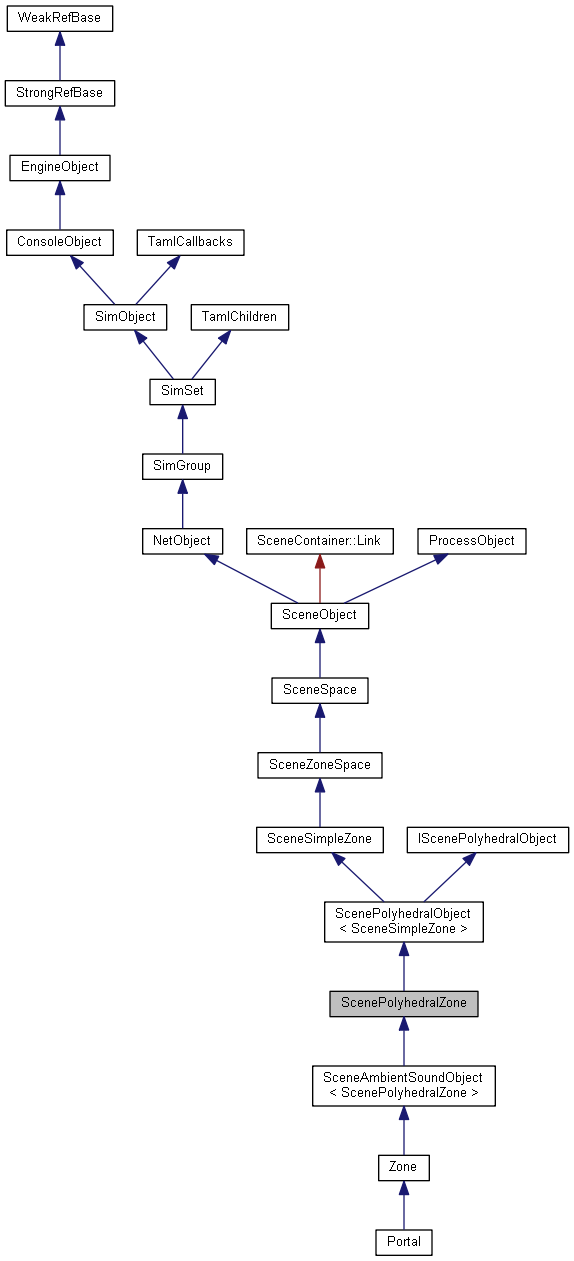 WeakRefBase
StrongRefBase
EngineObject
ConsoleObject
TamlCallbacks
SimObject
TamlChildren
SimSet
SimGroup
NetObject
SceneContainer::Link
ProcessObject
SceneObject
SceneSpace
SceneZoneSpace
SceneSimpleZone
IScenePolyhedralObject
ScenePolyhedralObject
< SceneSimpleZone >
ScenePolyhedralZone
SceneAmbientSoundObject
< ScenePolyhedralZone >
Zone
Portal